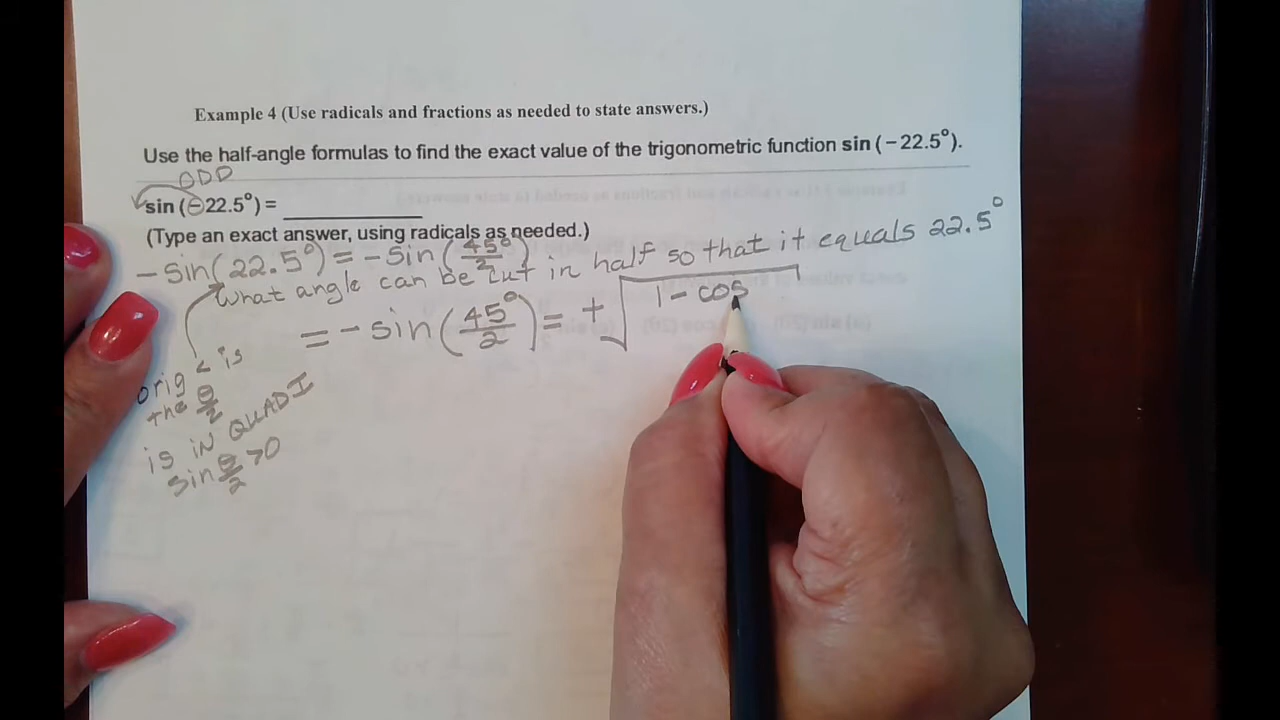 Example 4 (Use radicals and fractions as needed to state answers.)
Use the half-angle formulas to find the exact value of the trigonometric function sin (−22.5°).
ODD
sin (−22.5°) = ________
(Type an exact answer, using radicals as needed.)
−sin(22.5°) = −sin(45°/2)
what angle can be cut in half so that it equals 22.5°
= −sin(45°/2) = +√1 − cos
orig ∠ is
the θ/2
is in QUAD I
sin θ/2 >0